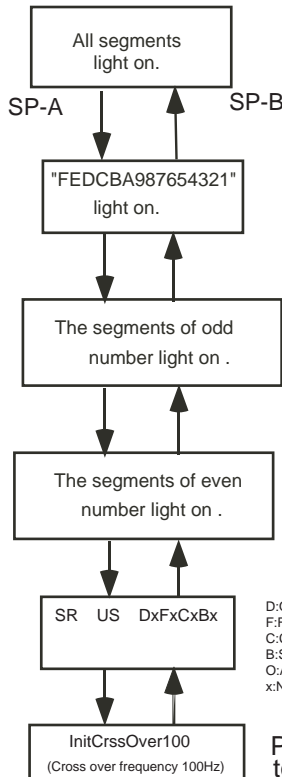 All segments
light on.
SP-A
SP-B
"FEDCBA987654321"
light on.
The segments of odd
number light on .
The segments of even
number light on .
SR US DxFxCxBx
InitCrssOver100
(Cross over frequency 100Hz)